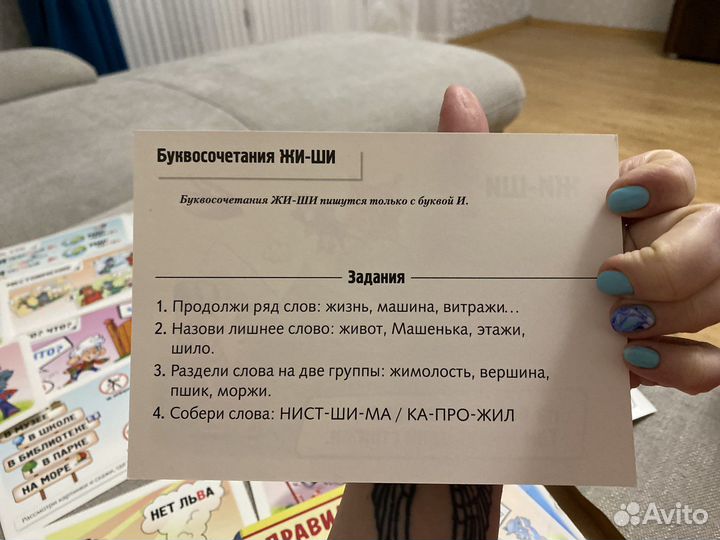 Буквосочетания ЖИ-ШИ
Буквосочетания ЖИ-ШИ пишутся только с буквой И.
Задания
1. Продолжи ряд слов: жизнь, машина, витражи...
2. Назови лишнее слово: живот, Машенька, этажи,
шило.
3. Раздели слова на две группы: жимолость, вершина,
пшик, моржи.
4. Собери слова: НИСТ-ШИ-МА / КА-ПРО-ЖИЛ
В МУЗЕЕ
В ШКОЛЕ
В БИБЛИОТЕКЕ
В ПАРКЕ
НА МОРЕ
НЕТ ЛЬВА
Avito